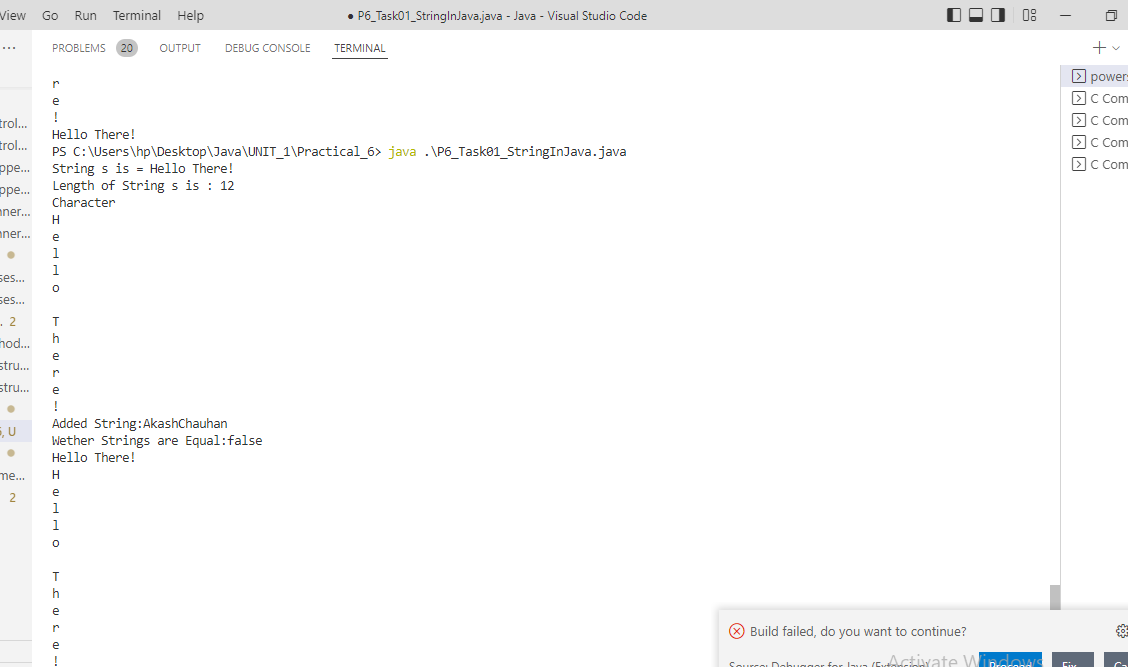 View Go Run Terminal Help ● P6_Task01_StringInJava.java - Java - Visual Studio Code
... PROBLEMS 20 OUTPUT DEBUG CONSOLE TERMINAL
r
e
!
Hello There!
PS C:\Users\hp\Desktop\Java\UNIT_1\Practical_6> java .\P6_Task01_StringInJava.java
String s is = Hello There!
Length of String s is : 12
Character
H
e
l
l
o
T
h
e
r
e
!
Added String:AkashChauhan
Wether Strings are Equal:false
Hello There!
H
e
l
l
o
T
h
e
r
e
!
trol...
trol...
ppe...
ppe...
nner...
nner...
ses...
ses...
. 2
hod...
stru...
stru...
, U
me...
2
powers
C Com
C Com
C Com
C Com
Build failed, do you want to continue?
Source: Debugger for Java (Extension)
Proceed Fix Ca
Activate Windows